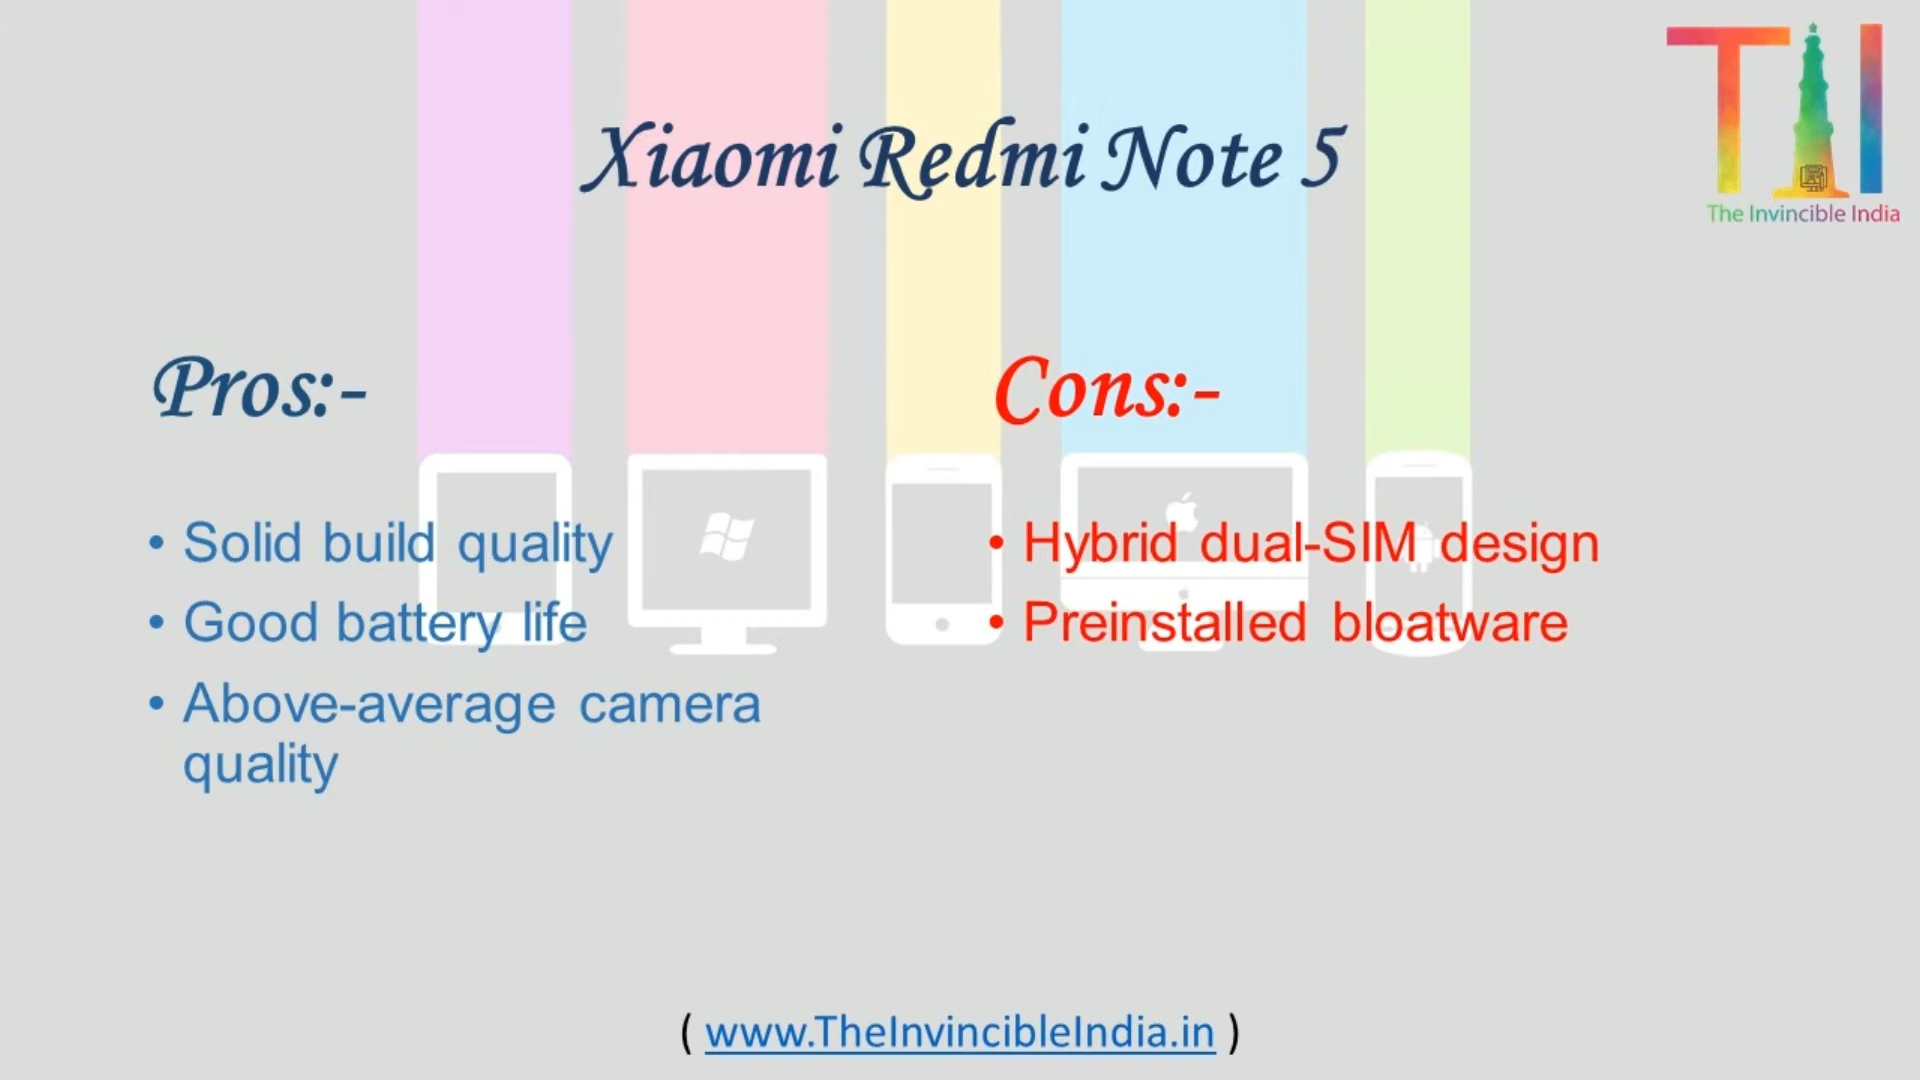 TII
The Invincible India
Xiaomi Redmi Note 5
Pros:-
• Solid build quality
• Good battery life
• Above-average camera
quality
Cons:-
• Hybrid dual-SIM design
• Preinstalled bloatware
( www.TheInvincibleIndia.in )